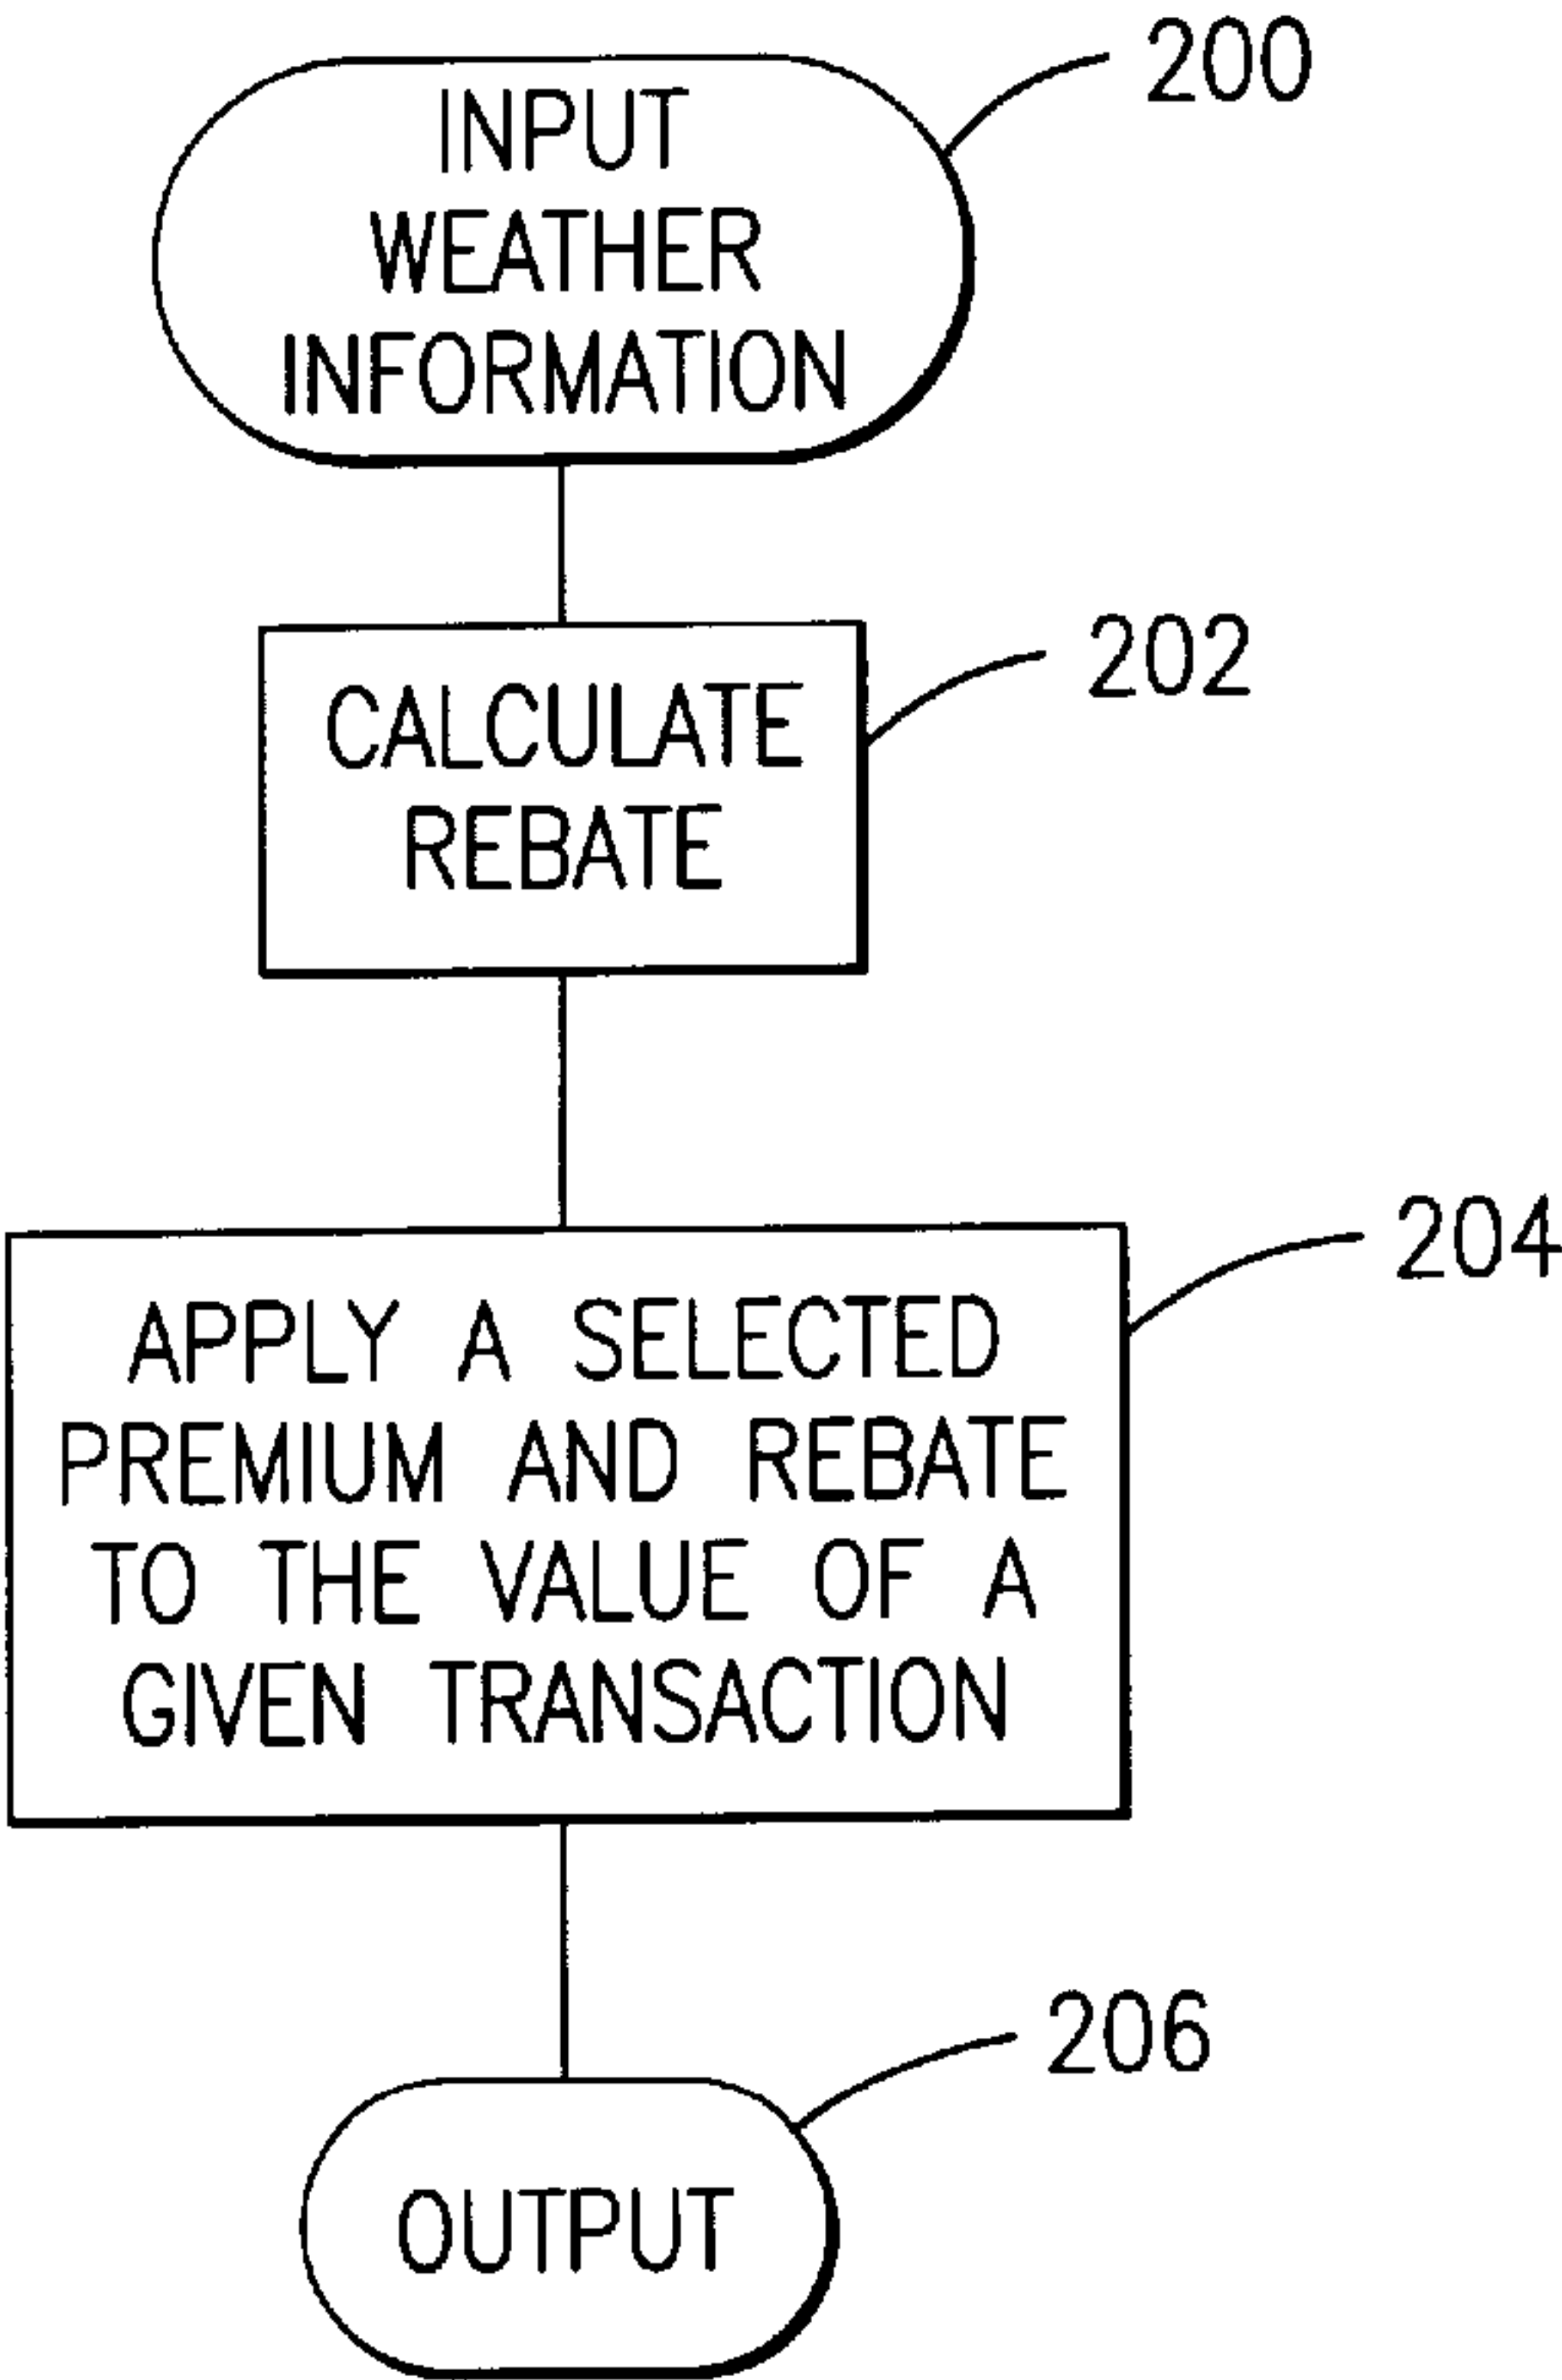 200
INPUT
WEATHER
INFORMATION
202
CALCULATE
REBATE
204
APPLY A SELECTED
PREMIUM AND REBATE
TO THE VALUE OF A
GIVEN TRANSACTION
206
OUTPUT